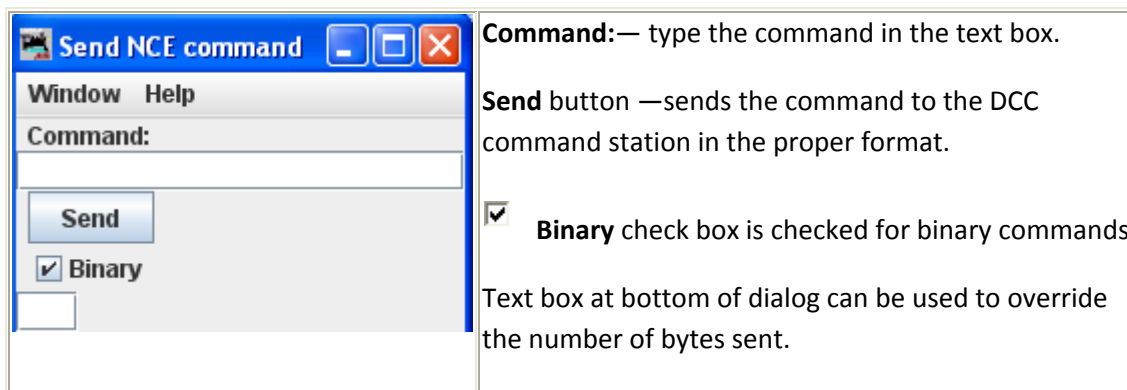 Send NCE command
Window Help
Command:
Send
Binary
Command:— type the command in the text box.
Send button —sends the command to the DCC
command station in the proper format.
Binary check box is checked for binary commands
Text box at bottom of dialog can be used to override
the number of bytes sent.